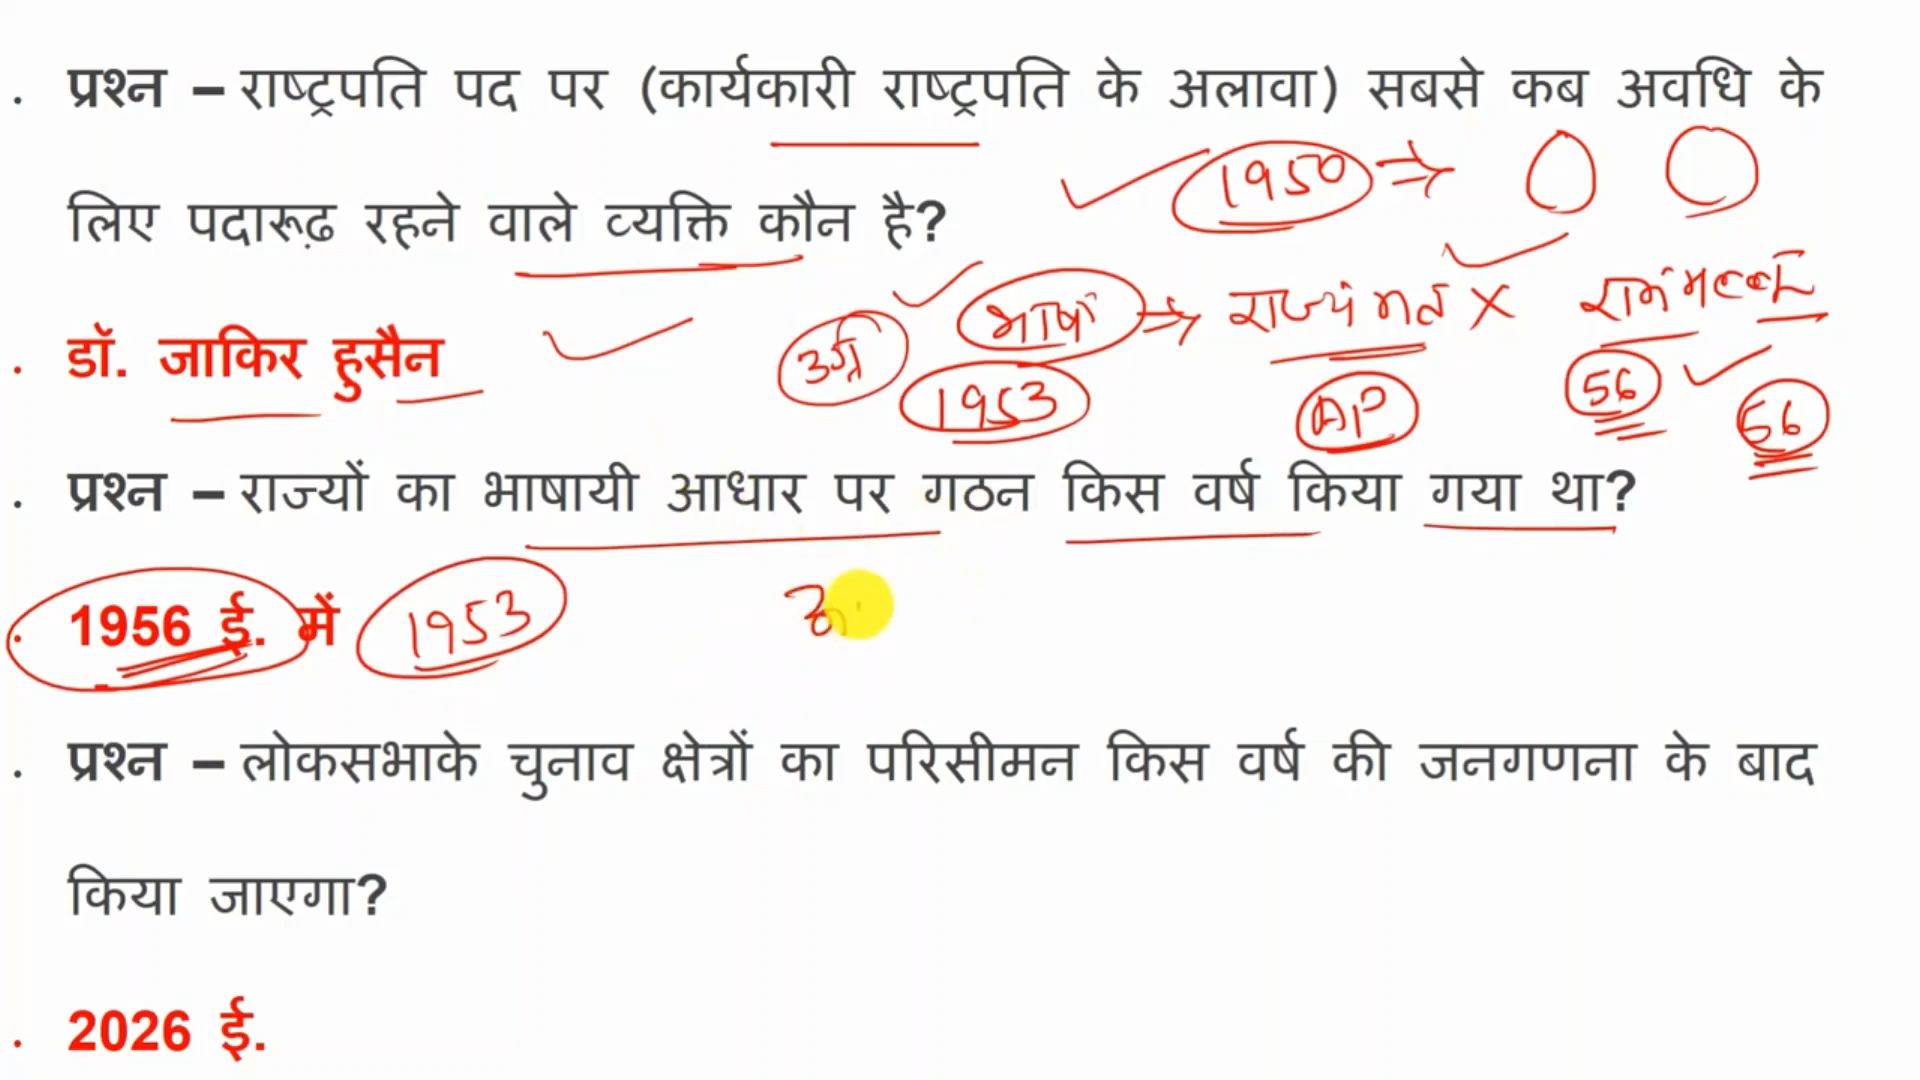 . प्रश्न – राष्ट्रपति पद पर (कार्यकारी राष्ट्रपति के अलावा) सबसे कब अवधि के
1950
लिए पदारूढ़ रहने वाले व्यक्ति कौन है?
भाषा
. डॉ. जाकिर हुसैन
1953 AP 56 56
. प्रश्न – राज्यों का भाषायी आधार पर गठन किस वर्ष किया गया था?
. 1956 ई. में 1953
. प्रश्न – लोकसभाके चुनाव क्षेत्रों का परिसीमन किस वर्ष की जनगणना के बाद
किया जाएगा?
. 2026 ई.